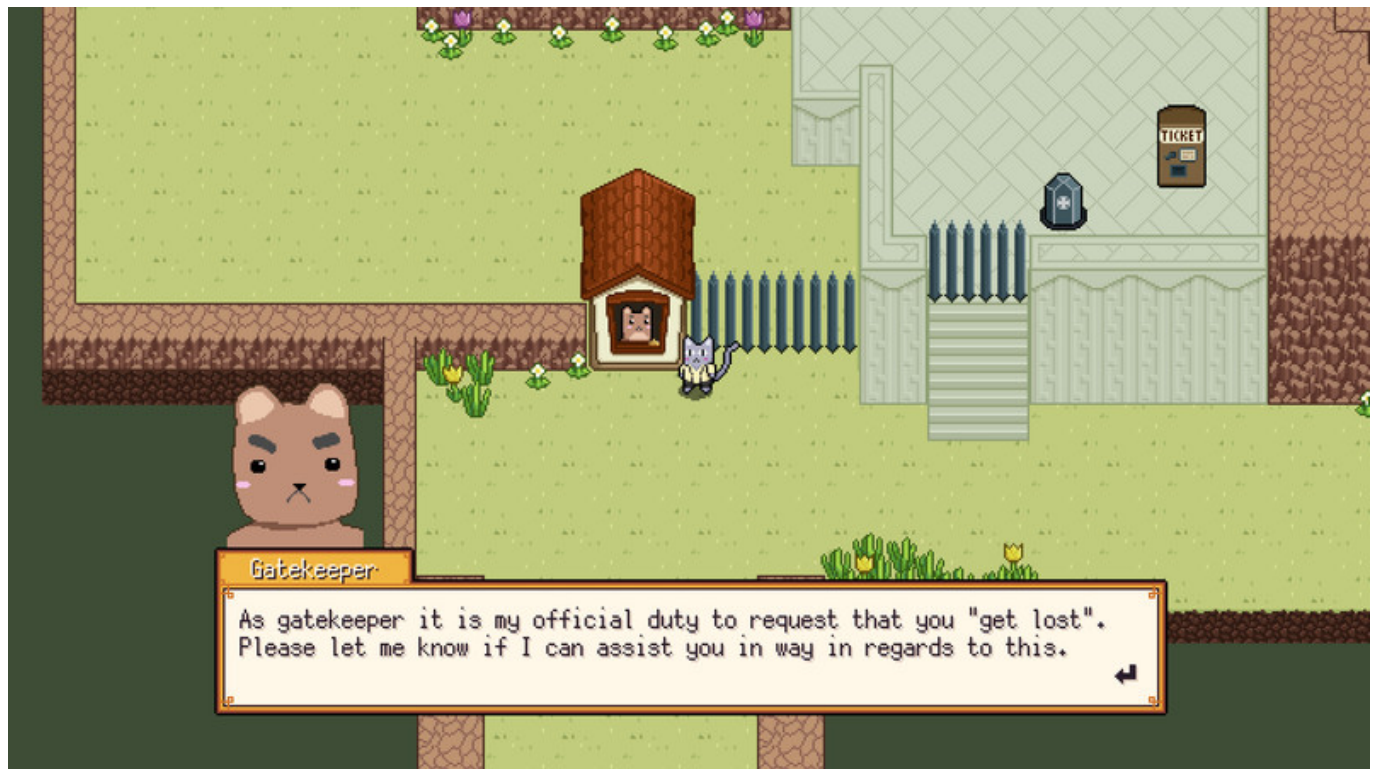 TICKET
Gatekeeper
As gatekeeper it is my official duty to request that you "get lost".
Please let me know if I can assist you in way in regards to this.